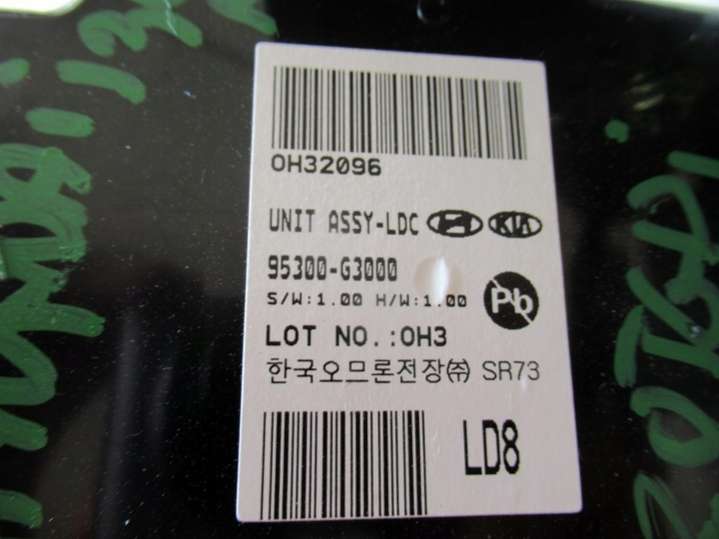 OH32096
UNIT ASSY-LDC KIA
95300-G3000
S/W:1.00 H/W:1.00
Pb
LOT NO.:OH3
한국오므론전장㈜ SR73
LD8